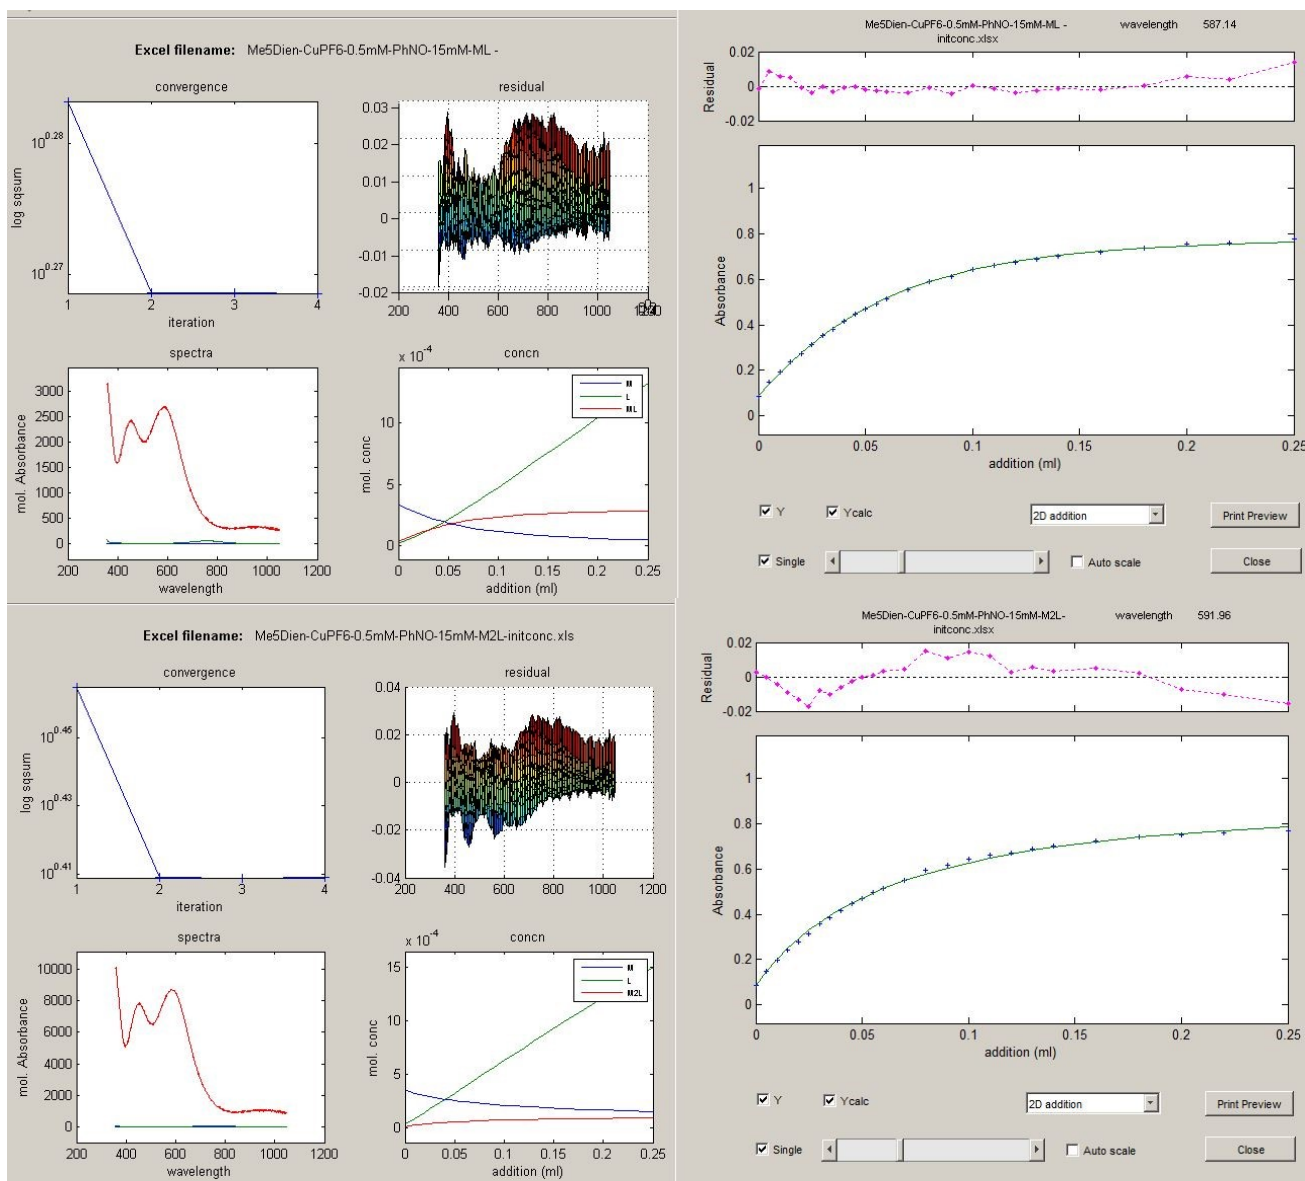 Excel filename: Me5Dien-CuPF6-0.5mM-PhNO-15mM-ML -
convergence
10^0.28
10^0.27
log sqsum
1 2 3 4
iteration
residual
0.03
0.02
0.01
0
-0.01
-0.02
200 400 600 800 1000
spectra
3000
2500
2000
1500
1000
500
0
mol. Absorbance
200 400 600 800 1000 1200
wavelength
concn
x 10^-4
10
5
0
mol. conc
M
L
ML
0 0.05 0.1 0.15 0.2 0.25
addition (ml)
Me5Dien-CuPF6-0.5mM-PhNO-15mM-ML -
initconc.xlsx
wavelength 587.14
0.02
0
-0.02
Residual
1
0.8
0.6
0.4
0.2
0
Absorbance
0 0.05 0.1 0.15 0.2 0.25
addition (ml)
Y Ycalc 2D addition Print Preview
Single Auto scale Close
Excel filename: Me5Dien-CuPF6-0.5mM-PhNO-15mM-M2L-initconc.xls
convergence
10^0.45
10^0.43
10^0.41
log sqsum
1 2 3 4
iteration
residual
0.04
0.02
0
-0.02
-0.04
200 400 600 800 1000 1200
spectra
10000
8000
6000
4000
2000
0
mol. Absorbance
200 400 600 800 1000 1200
wavelength
concn
x 10^-4
15
10
5
0
mol. conc
M
L
M2L
0 0.05 0.1 0.15 0.2 0.25
addition (ml)
Me5Dien-CuPF6-0.5mM-PhNO-15mM-M2L-
initconc.xlsx
wavelength 591.96
0.02
0
-0.02
Residual
1
0.8
0.6
0.4
0.2
0
Absorbance
0 0.05 0.1 0.15 0.2 0.25
addition (ml)
Y Ycalc 2D addition Print Preview
Single Auto scale Close